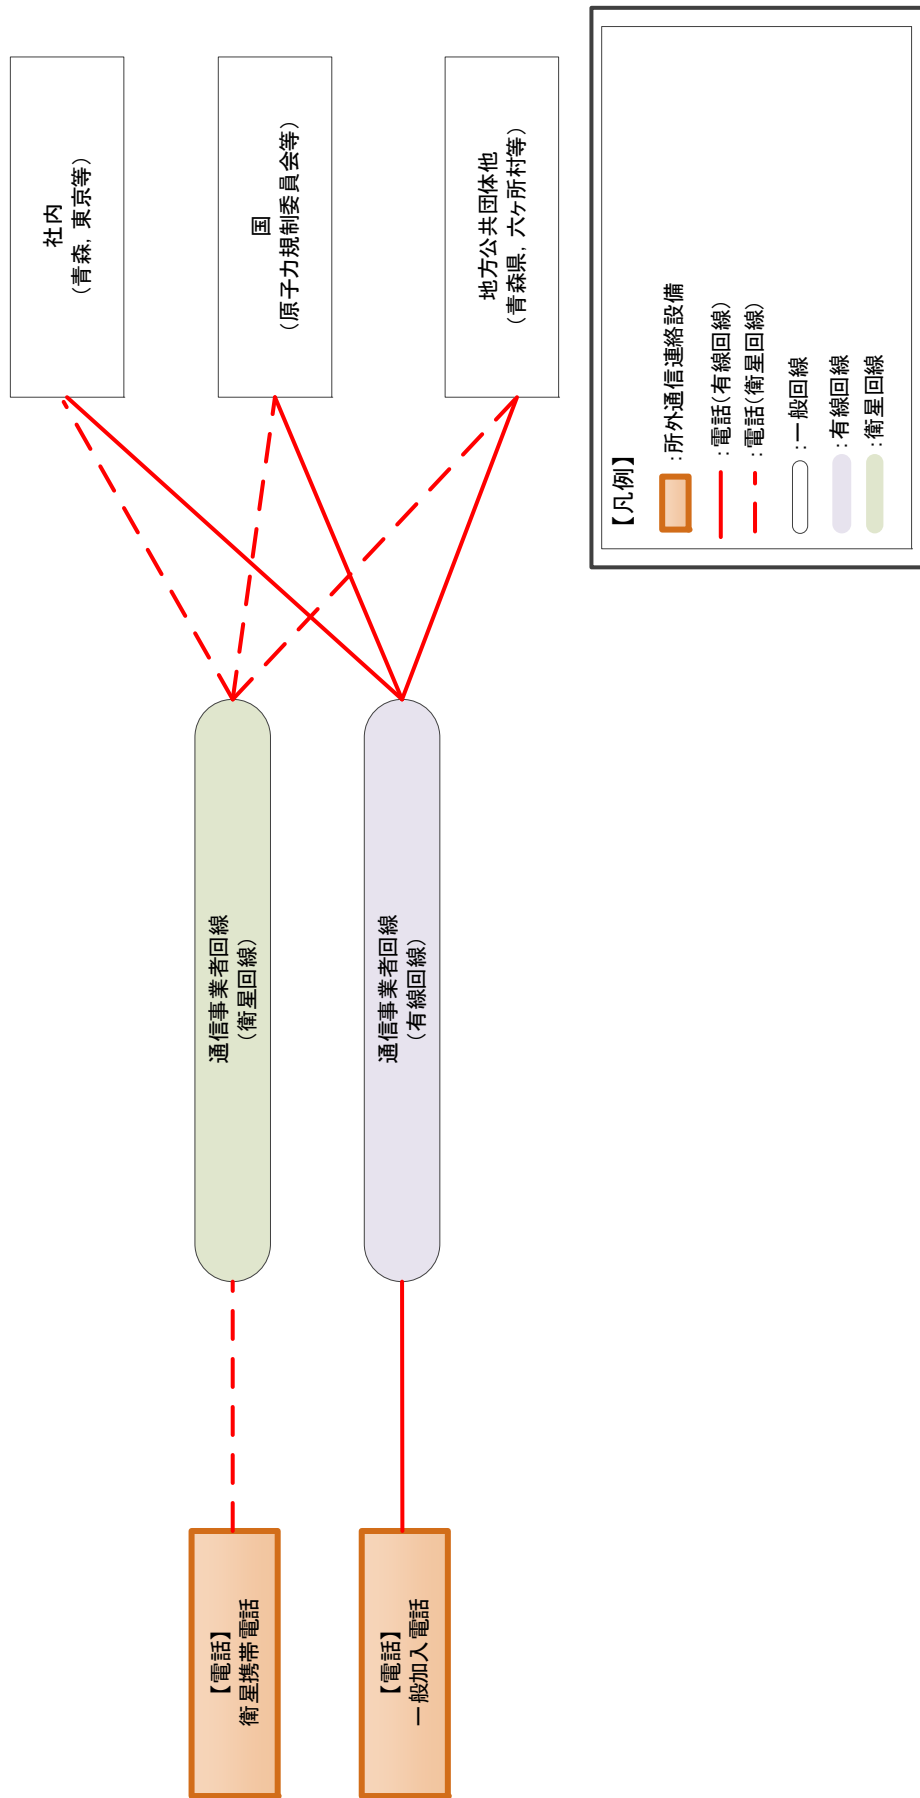 【電話】
衛星携帯電話
【電話】
一般加入電話
通信事業者回線
（衛星回線）
通信事業者回線
（有線回線）
社内
（青森，東京等）
国
（原子力規制委員会等）
地方公共団体他
（青森県，六ヶ所村等）
【凡例】
：所外通信連絡設備
：電話（有線回線）
：電話（衛星回線）
：一般回線
：有線回線
：衛星回線